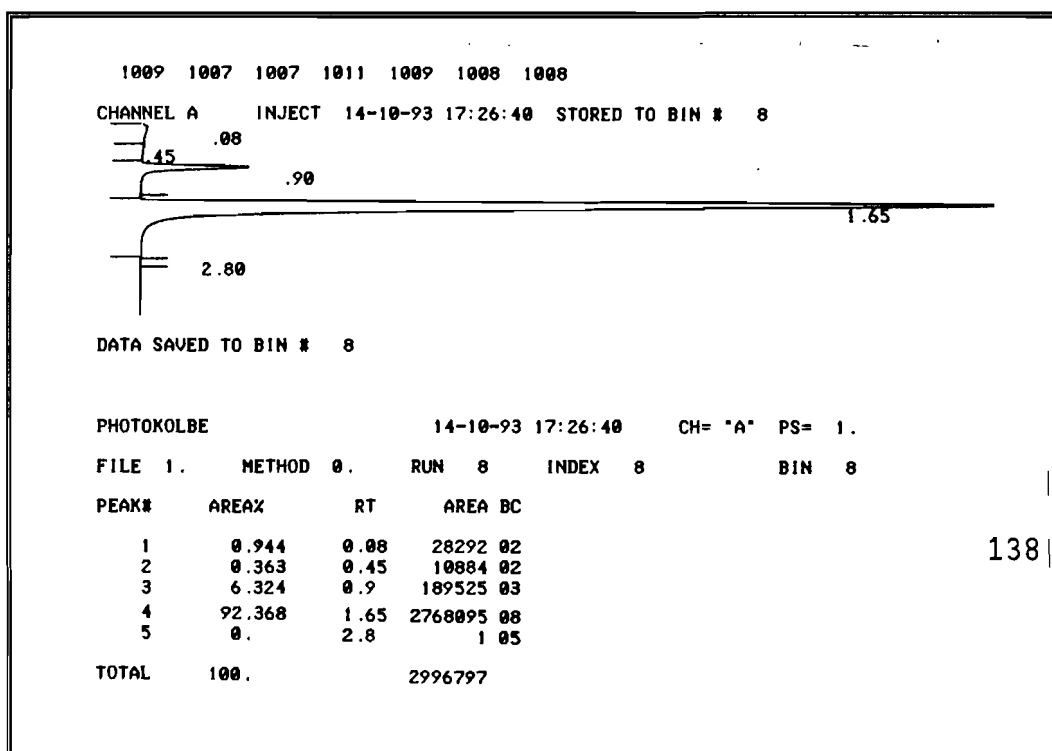 1009 1007 1007 1011 1009 1008 1008
CHANNEL A INJECT 14-10-93 17:26:40 STORED TO BIN # 8
.08
.45
.90
1.65
2.80
DATA SAVED TO BIN # 8
PHOTOKOLBE 14-10-93 17:26:40 CH= "A" PS= 1.
FILE 1. METHOD 0. RUN 8 INDEX 8 BIN 8
PEAK# AREA% RT AREA BC
1 0.944 0.08 28292 02
2 0.363 0.45 10884 02
3 6.324 0.9 189525 03
4 92.368 1.65 2768095 08
5 0. 2.8 1 05
TOTAL 100. 2996797
138